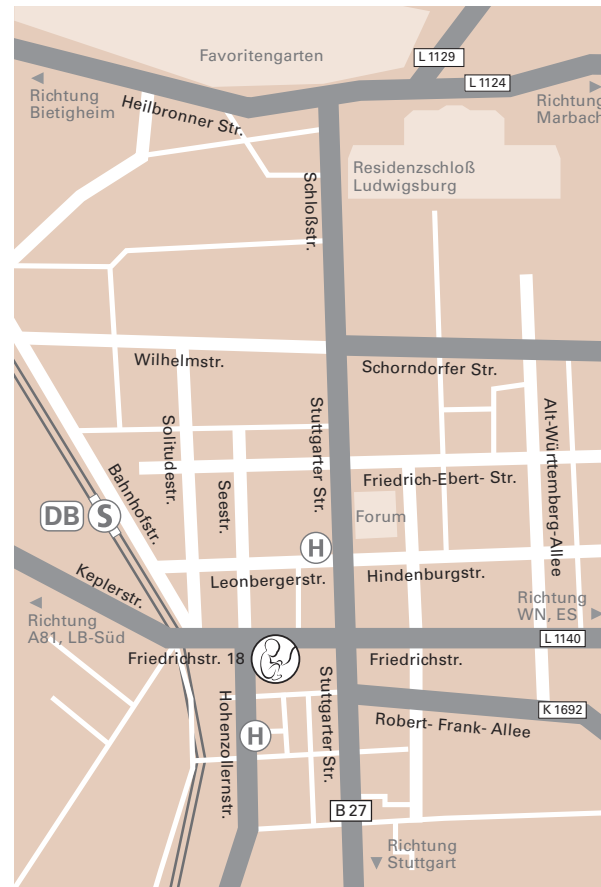 Favoritengarten
L 1129
L 1124
Richtung
Bietigheim
Heilbronner Str.
Richtung
Marbach
Residenzschloß
Ludwigsburg
Schloßstr.
Wilhelmstr.
Schorndorfer Str.
Solitudestr.
Stuttgarter Str.
Alt-Württemberg-Allee
Bahnhofstr.
Seestr.
Friedrich-Ebert- Str.
DB
S
Forum
H
Keplerstr.
Leonbergerstr.
Hindenburgstr.
Richtung
A81, LB-Süd
Richtung
WN, ES
L 1140
Friedrichstr. 18
Friedrichstr.
Hohenzollernstr.
Stuttgarter Str.
K 1692
Robert- Frank- Allee
H
B 27
Richtung
Stuttgart